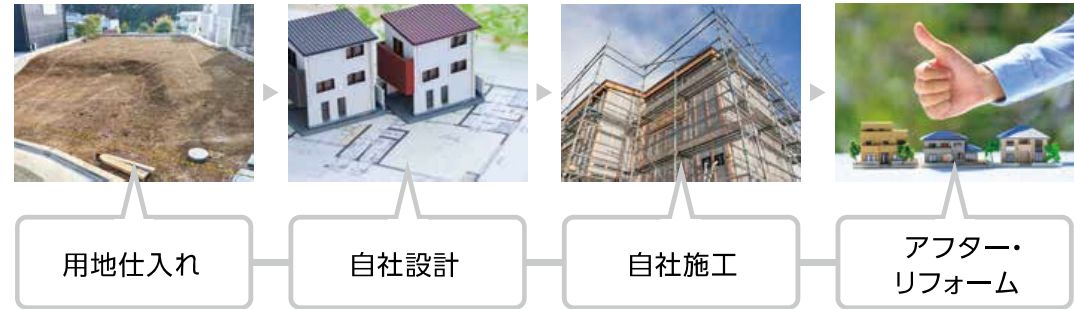 用地仕入れ
自社設計
自社施工
アフター・
リフォーム